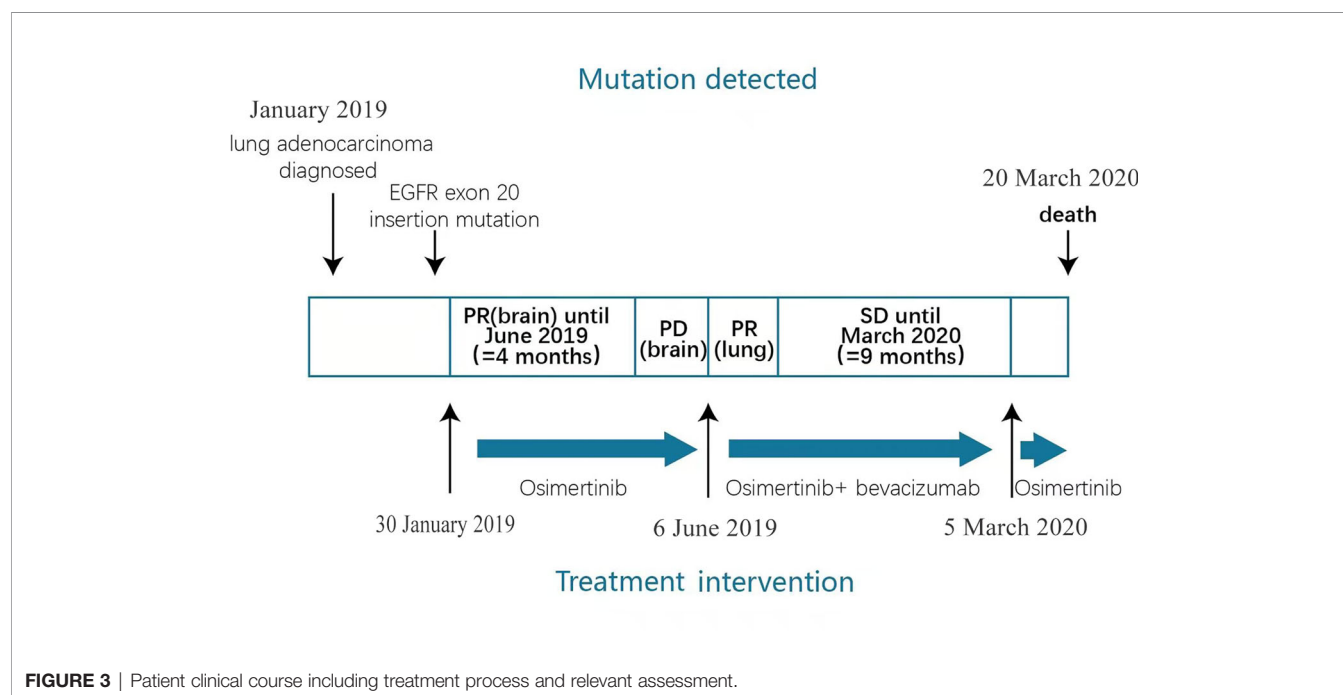 Mutation detected
January 2019
lung adenocarcinoma
diagnosed
EGFR exon 20
insertion mutation
20 March 2020
death
PR(brain) until
June 2019
(=4 months)
PD
(brain)
PR
(lung)
SD until
March 2020
(=9 months)
Osimertinib
Osimertinib+ bevacizumab
Osimertinib
30 January 2019
6 June 2019
5 March 2020
Treatment intervention
FIGURE 3 | Patient clinical course including treatment process and relevant assessment.